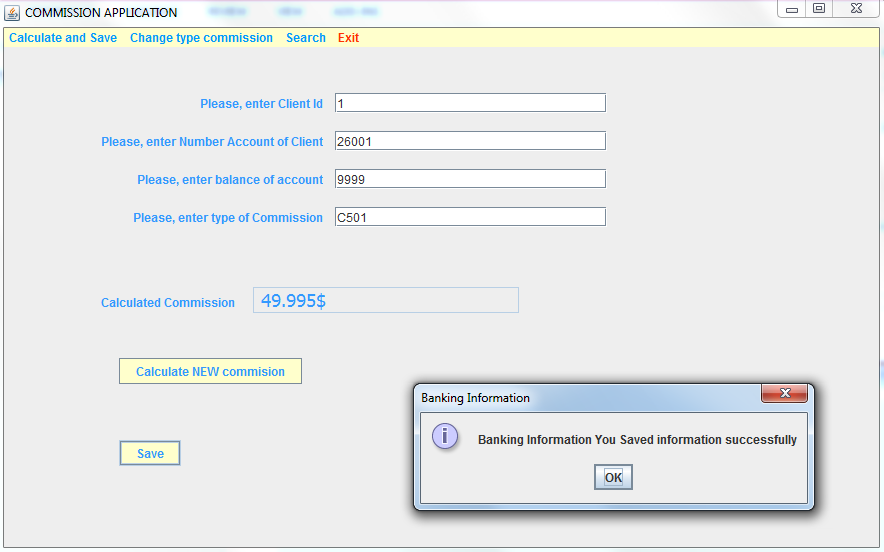 COMMISSION APPLICATION
Calculate and Save Change type commission Search Exit
Please, enter Client Id 1
Please, enter Number Account of Client 26001
Please, enter balance of account 9999
Please, enter type of Commission C501
Calculated Commission 49.995$
Calculate NEW commision
Banking Information
Banking Information You Saved information successfully
Save
OK